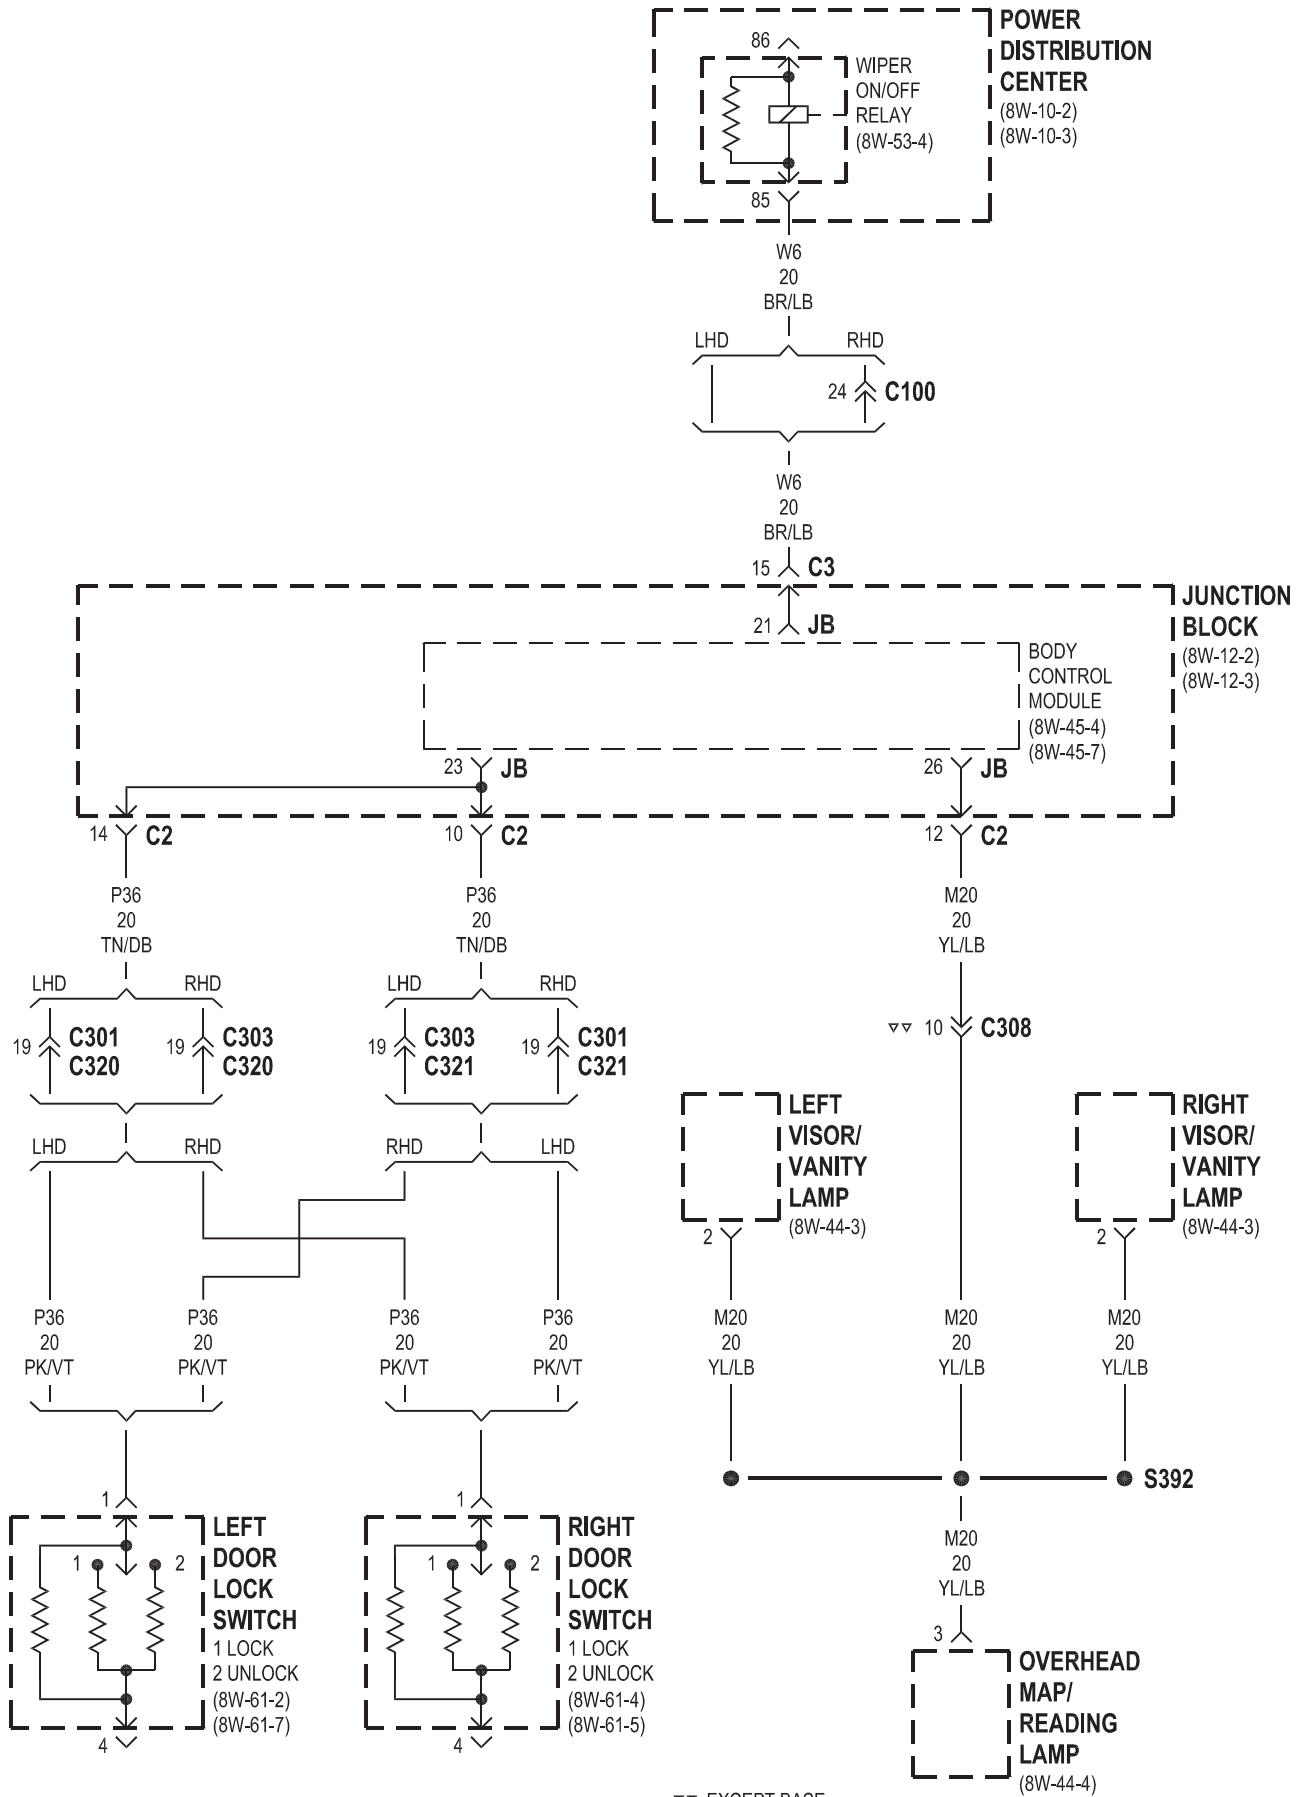 POWER
DISTRIBUTION
CENTER
(8W-10-2)
(8W-10-3)
86
WIPER
ON/OFF
RELAY
(8W-53-4)
85
W6
20
BR/LB
LHD RHD
24 C100
W6
20
BR/LB
15 C3
JUNCTION
BLOCK
(8W-12-2)
(8W-12-3)
21 JB
BODY
CONTROL
MODULE
(8W-45-4)
(8W-45-7)
23 JB 26 JB
14 C2 10 C2 12 C2
P36 P36 M20
20 20 20
TN/DB TN/DB YL/LB
LHD RHD LHD RHD
19 C301 19 C303 19 C303 19 C301 ▽▽ 10 C308
C320 C320 C321 C321
LHD RHD RHD LHD
LEFT
VISOR/
VANITY
LAMP
(8W-44-3)
2
RIGHT
VISOR/
VANITY
LAMP
(8W-44-3)
2
P36 P36 P36 P36 M20 M20 M20
20 20 20 20 20 20 20
PK/VT PK/VT PK/VT PK/VT YL/LB YL/LB YL/LB
S392
1 1
1 2
LEFT
DOOR
LOCK
SWITCH
1 LOCK
2 UNLOCK
(8W-61-2)
(8W-61-7)
4
1 2
RIGHT
DOOR
LOCK
SWITCH
1 LOCK
2 UNLOCK
(8W-61-4)
(8W-61-5)
4
M20
20
YL/LB
3
OVERHEAD
MAP/
READING
LAMP
(8W-44-4)
▽▽ EXCEPT BASE